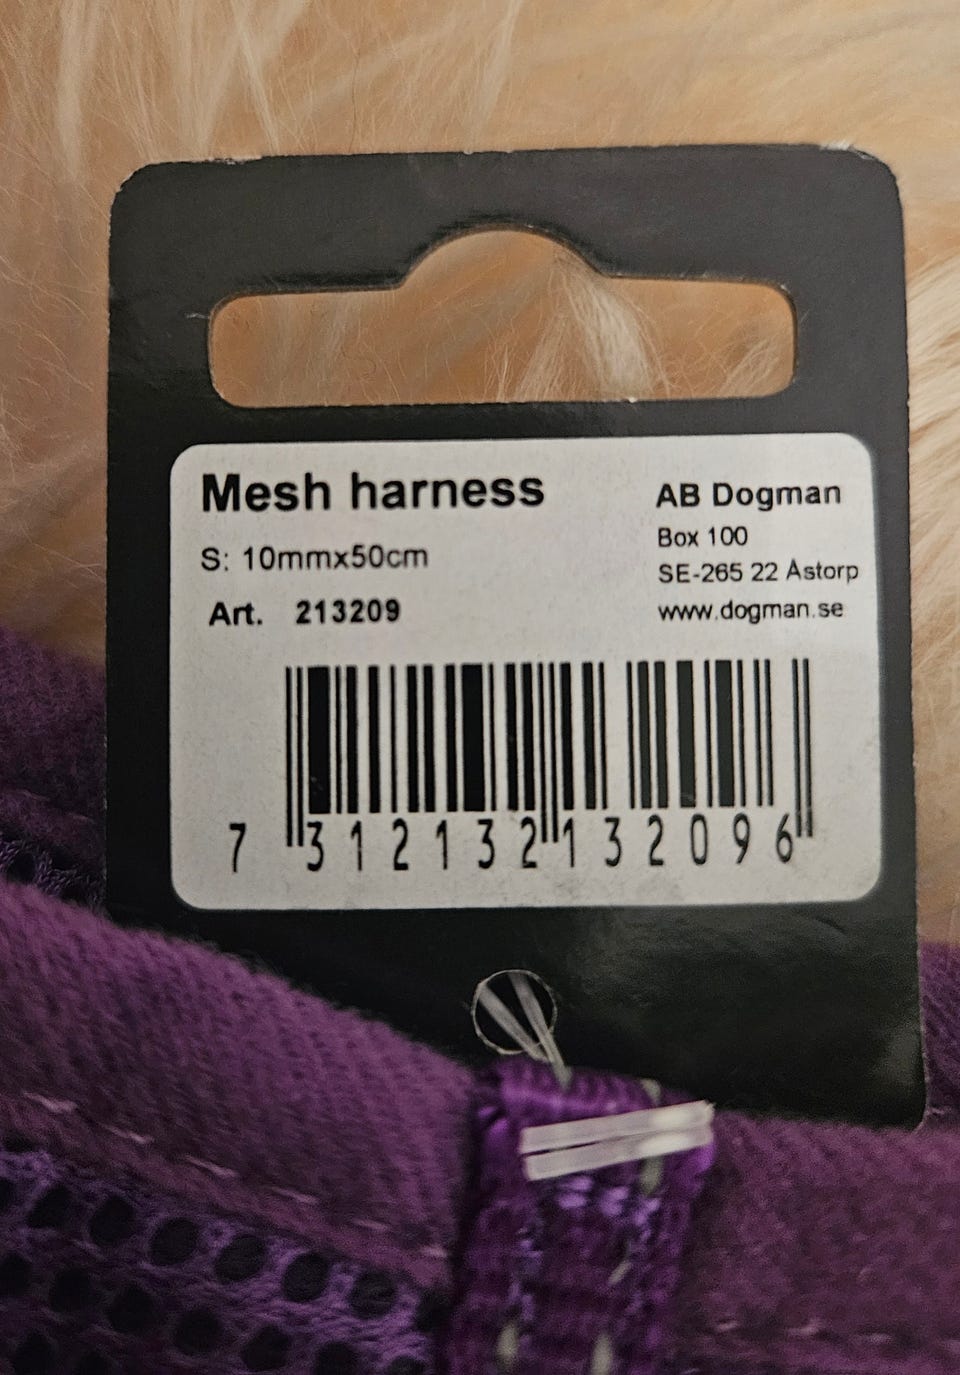 Mesh harness
S: 10mmx50cm
Art. 213209
AB Dogman
Box 100
SE-265 22 Åstorp
www.dogman.se
7 312132 132096